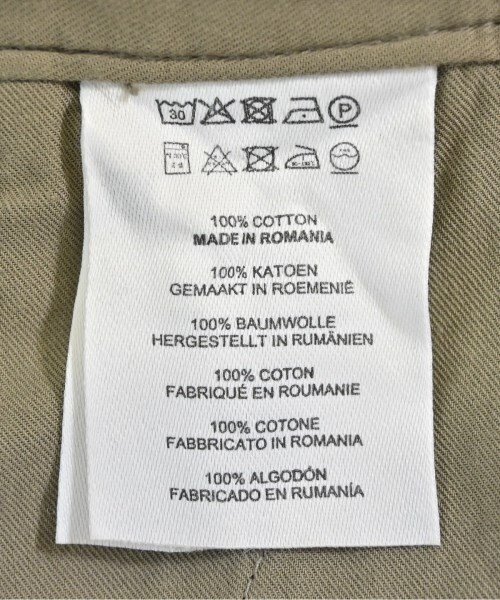 30 P
100% COTTON
MADE IN ROMANIA
100% KATOEN
GEMAAKT IN ROEMENIË
100% BAUMWOLLE
HERGESTELLT IN RUMÄNIEN
100% COTON
FABRIQUÉ EN ROUMANIE
100% COTONE
FABBRICATO IN ROMANIA
100% ALGODÓN
FABRICADO EN RUMANÍA